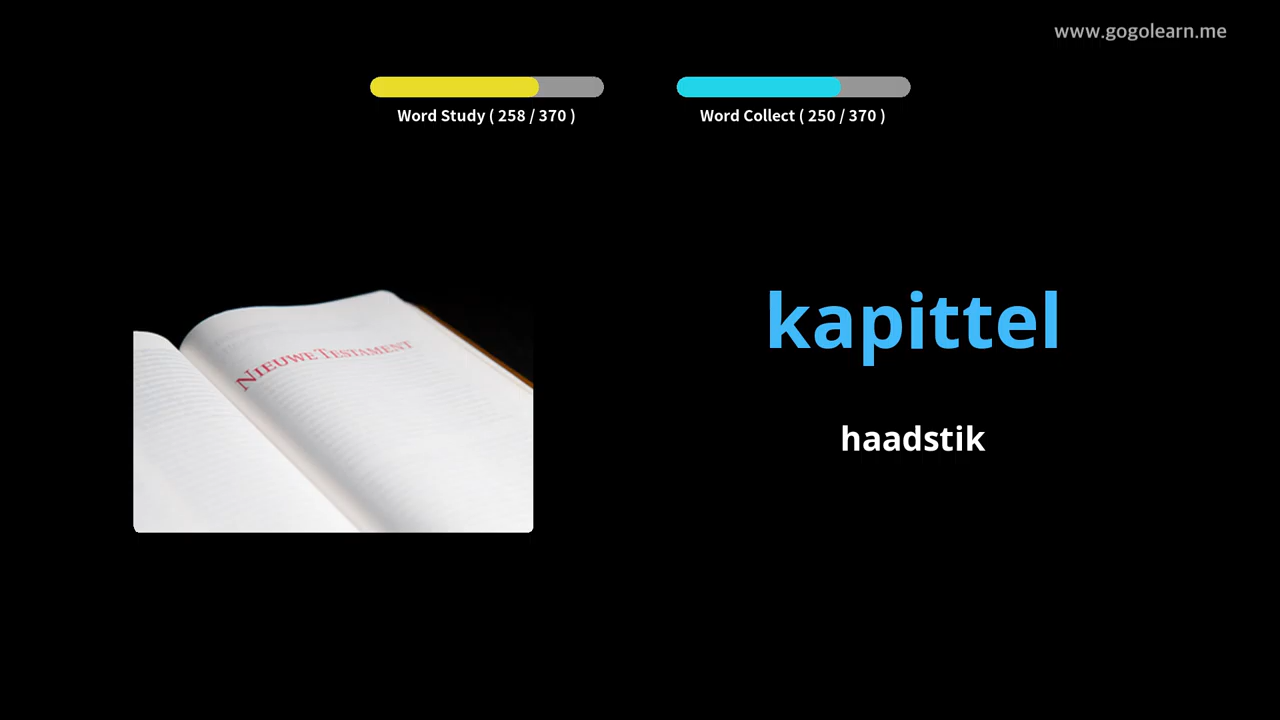 www.gogolearn.me
Word Study ( 258 / 370 )
Word Collect ( 250 / 370 )
NIEUWE TESTAMENT
kapittel
haadstik